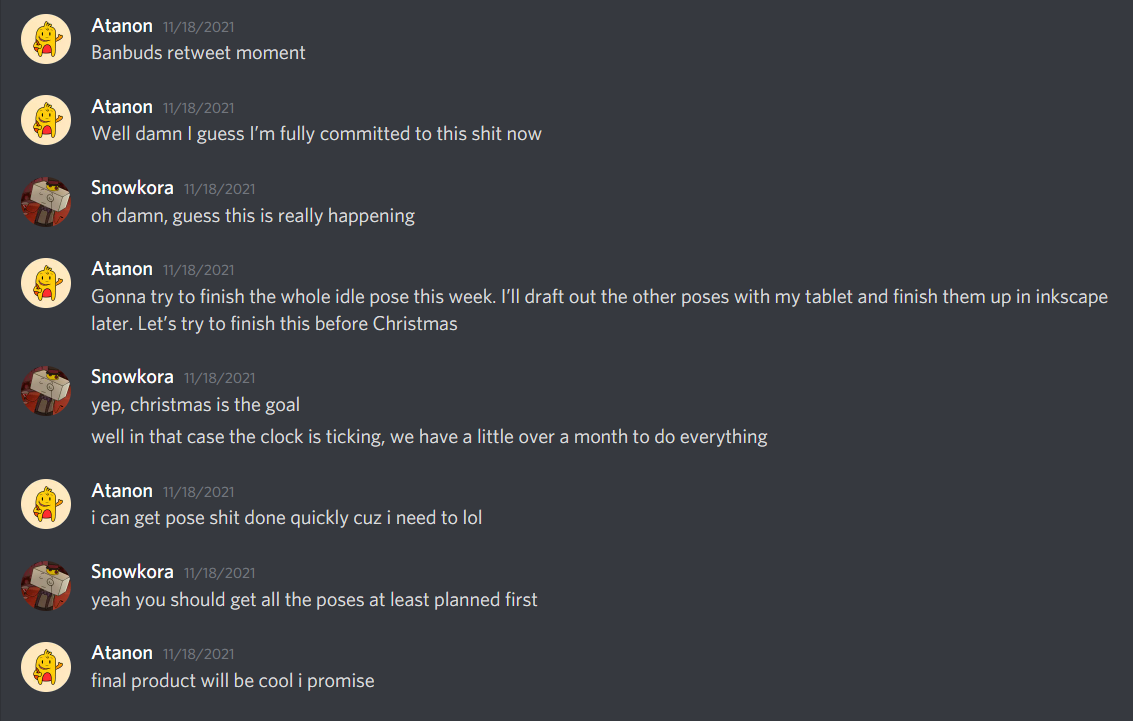 Atanon 11/18/2021
Banbuds retweet moment
Atanon 11/18/2021
Well damn I guess I’m fully committed to this shit now
Snowkora 11/18/2021
oh damn, guess this is really happening
Atanon 11/18/2021
Gonna try to finish the whole idle pose this week. I’ll draft out the other poses with my tablet and finish them up in inkscape
later. Let’s try to finish this before Christmas
Snowkora 11/18/2021
yep, christmas is the goal
well in that case the clock is ticking, we have a little over a month to do everything
Atanon 11/18/2021
i can get pose shit done quickly cuz i need to lol
Snowkora 11/18/2021
yeah you should get all the poses at least planned first
Atanon 11/18/2021
final product will be cool i promise